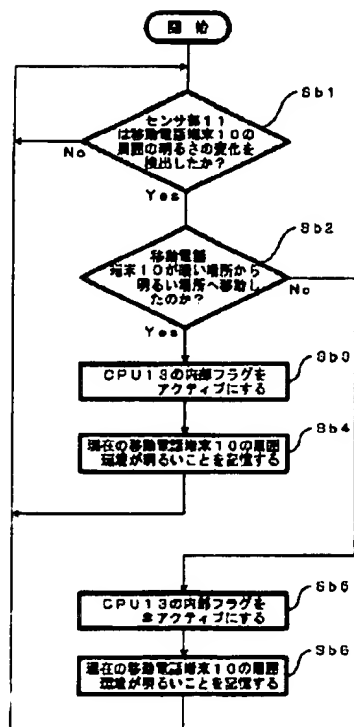 開 始
Sb1
センサ部11
は移動電話端末10の
周囲の明るさの変化を
検出したか?
No
Yes
Sb2
移動電話
端末10が暗い場所から
明るい場所へ移動し
たのか?
No
Yes
Sb3
CPU13の内部フラグを
アクティブにする
Sb4
現在の移動電話端末10の周囲
環境が明るいことを記憶する
Sb5
CPU13の内部フラグを
非アクティブにする
Sb6
現在の移動電話端末10の周囲
環境が明るいことを記憶する